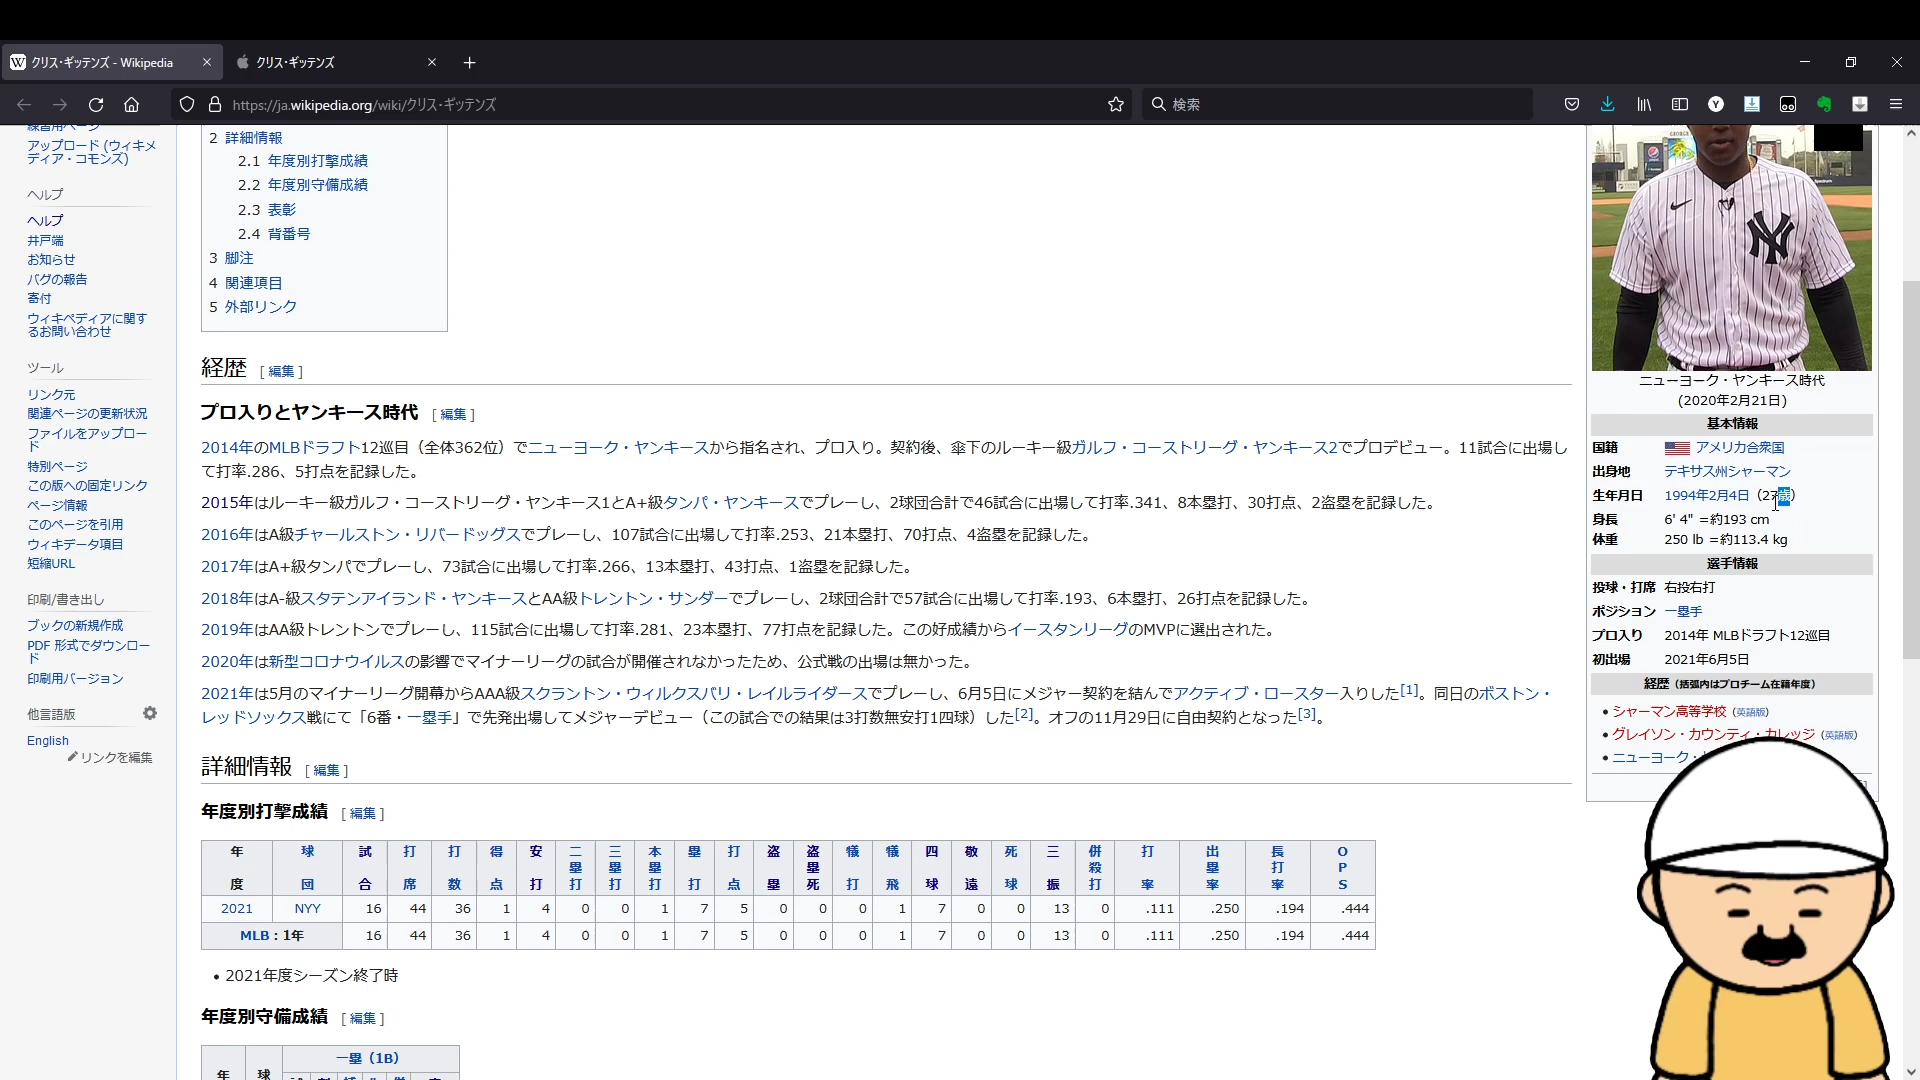 クリス・ギッテンズ - Wikipedia
クリス・ギッテンズ
https://ja.wikipedia.org/wiki/クリス・ギッテンズ
検索
練習用ページ
アップロード (ウィキメ
ディア・コモンズ)
ヘルプ
ヘルプ
井戸端
お知らせ
バグの報告
寄付
ウィキペディアに関す
るお問い合わせ
ツール
リンク元
関連ページの更新状況
ファイルをアップロー
ド
特別ページ
この版への固定リンク
ページ情報
このページを引用
ウィキデータ項目
短縮URL
印刷/書き出し
ブックの新規作成
PDF 形式でダウンロー
ド
印刷用バージョン
他言語版
English
リンクを編集
2 詳細情報
2.1 年度別打撃成績
2.2 年度別守備成績
2.3 表彰
2.4 背番号
3 脚注
4 関連項目
5 外部リンク
経歴 [ 編集 ]
プロ入りとヤンキース時代 [ 編集 ]
2014年のMLBドラフト12巡目（全体362位）でニューヨーク・ヤンキースから指名され、プロ入り。契約後、傘下のルーキー級ガルフ・コーストリーグ・ヤンキース2でプロデビュー。11試合に出場し
て打率.286、5打点を記録した。
2015年はルーキー級ガルフ・コーストリーグ・ヤンキース1とA+級タンパ・ヤンキースでプレーし、2球団合計で46試合に出場して打率.341、8本塁打、30打点、2盗塁を記録した。
2016年はA級チャールストン・リバードッグスでプレーし、107試合に出場して打率.253、21本塁打、70打点、4盗塁を記録した。
2017年はA+級タンパでプレーし、73試合に出場して打率.266、13本塁打、43打点、1盗塁を記録した。
2018年はA-級スタテンアイランド・ヤンキースとAA級トレントン・サンダーでプレーし、2球団合計で57試合に出場して打率.193、6本塁打、26打点を記録した。
2019年はAA級トレントンでプレーし、115試合に出場して打率.281、23本塁打、77打点を記録した。この好成績からイースタンリーグのMVPに選出された。
2020年は新型コロナウイルスの影響でマイナーリーグの試合が開催されなかったため、公式戦の出場は無かった。
2021年は5月のマイナーリーグ開幕からAAA級スクラントン・ウィルクスバリ・レイルライダースでプレーし、6月5日にメジャー契約を結んでアクティブ・ロースター入りした[1]。同日のボストン・
レッドソックス戦にて「6番・一塁手」で先発出場してメジャーデビュー（この試合での結果は3打数無安打1四球）した[2]。オフの11月29日に自由契約となった[3]。
詳細情報 [ 編集 ]
年度別打撃成績 [ 編集 ]
年度 球団 試合 打席 打数 得点 安打 二塁打 三塁打 本塁打 塁打 打点 盗塁 盗塁死 犠打 犠飛 四球 敬遠 死球 三振 併殺打 打率 出塁率 長打率 OPS
2021 NYY 16 44 36 1 4 0 0 1 7 5 0 0 0 1 7 0 0 13 0 .111 .250 .194 .444
MLB：1年 16 44 36 1 4 0 0 1 7 5 0 0 0 1 7 0 0 13 0 .111 .250 .194 .444
• 2021年度シーズン終了時
年度別守備成績 [ 編集 ]
年 球 一塁（1B）
ニューヨーク・ヤンキース時代
(2020年2月21日)
基本情報
国籍 アメリカ合衆国
出身地 テキサス州シャーマン
生年月日 1994年2月4日（27歳）
身長 6' 4" ＝約193 cm
体重 250 lb ＝約113.4 kg
選手情報
投球・打席 右投右打
ポジション 一塁手
プロ入り 2014年 MLBドラフト12巡目
初出場 2021年6月5日
経歴（括弧内はプロチーム在籍年度）
• シャーマン高等学校（英語版）
• グレイソン・カウンティ・カレッジ（英語版）
• ニューヨーク・